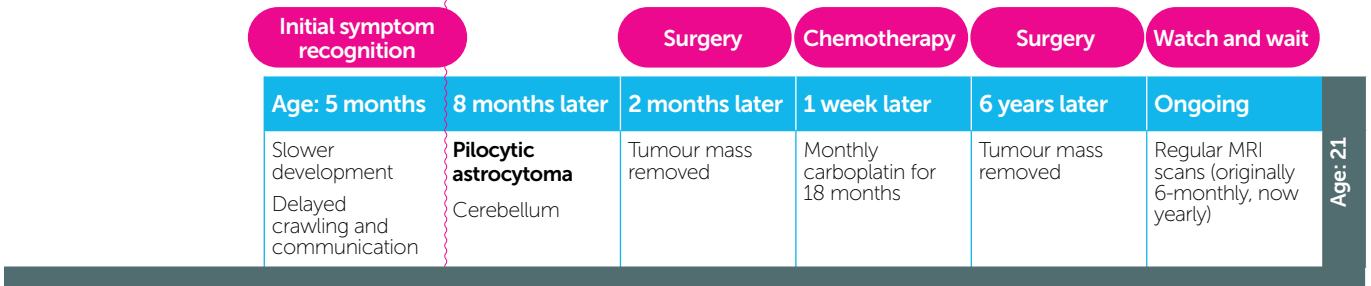 Initial symptom
recognition
Surgery
Chemotherapy
Surgery
Watch and wait
Age: 5 months
8 months later
2 months later
1 week later
6 years later
Ongoing
Slower
development
Delayed
crawling and
communication
Pilocytic
astrocytoma
Cerebellum
Tumour mass
removed
Monthly
carboplatin for
18 months
Tumour mass
removed
Regular MRI
scans (originally
6-monthly, now
yearly)
Age: 21